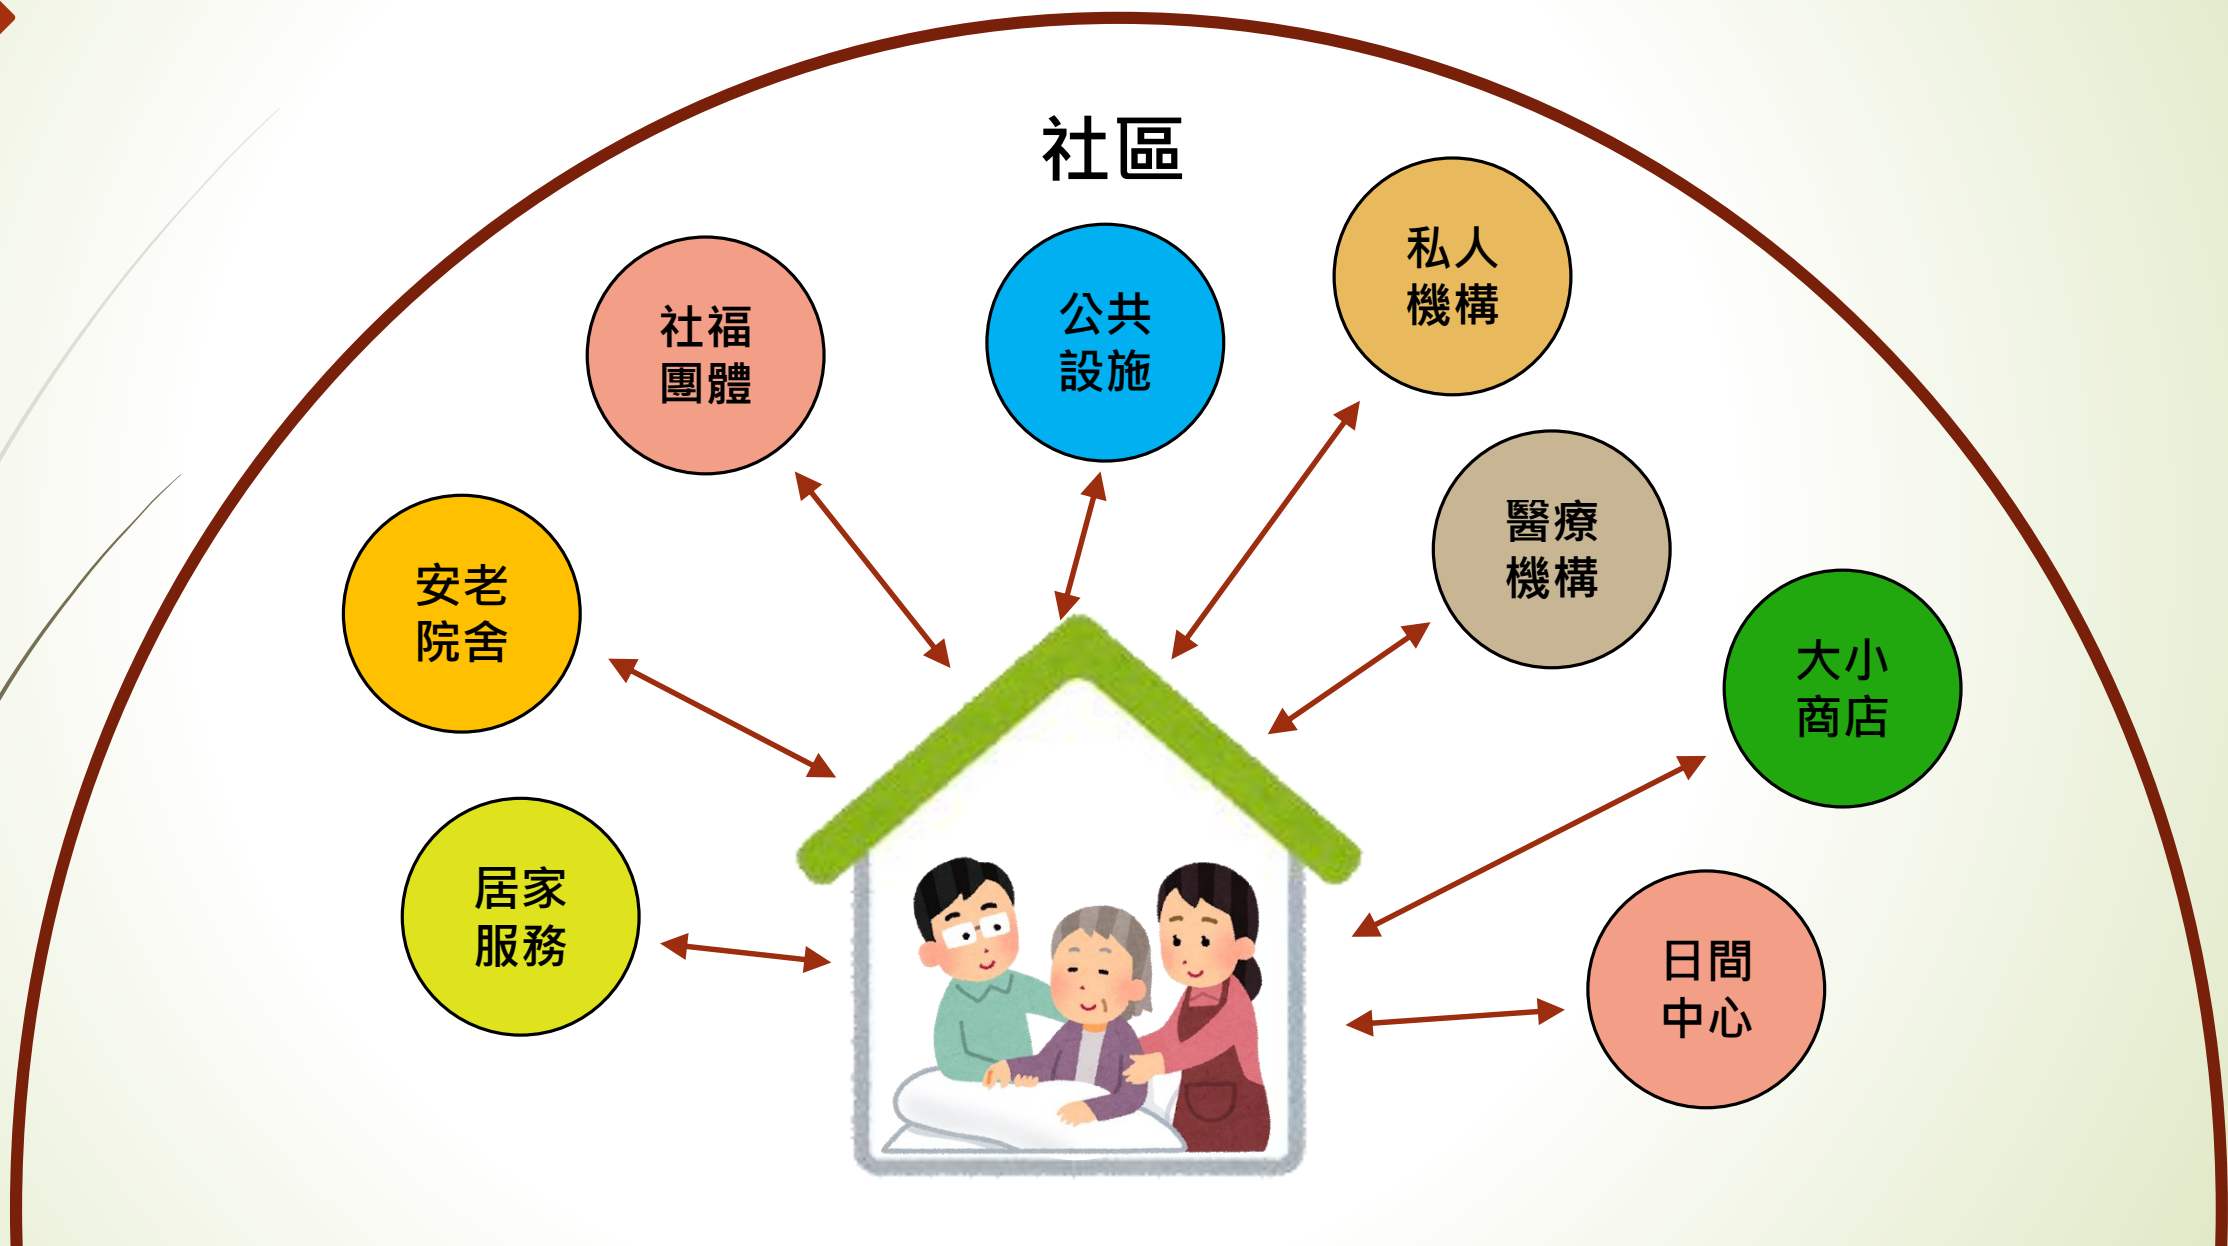 社區
私人
機構
公共
設施
社福
團體
醫療
機構
安老
院舍
大小
商店
居家
服務
日間
中心